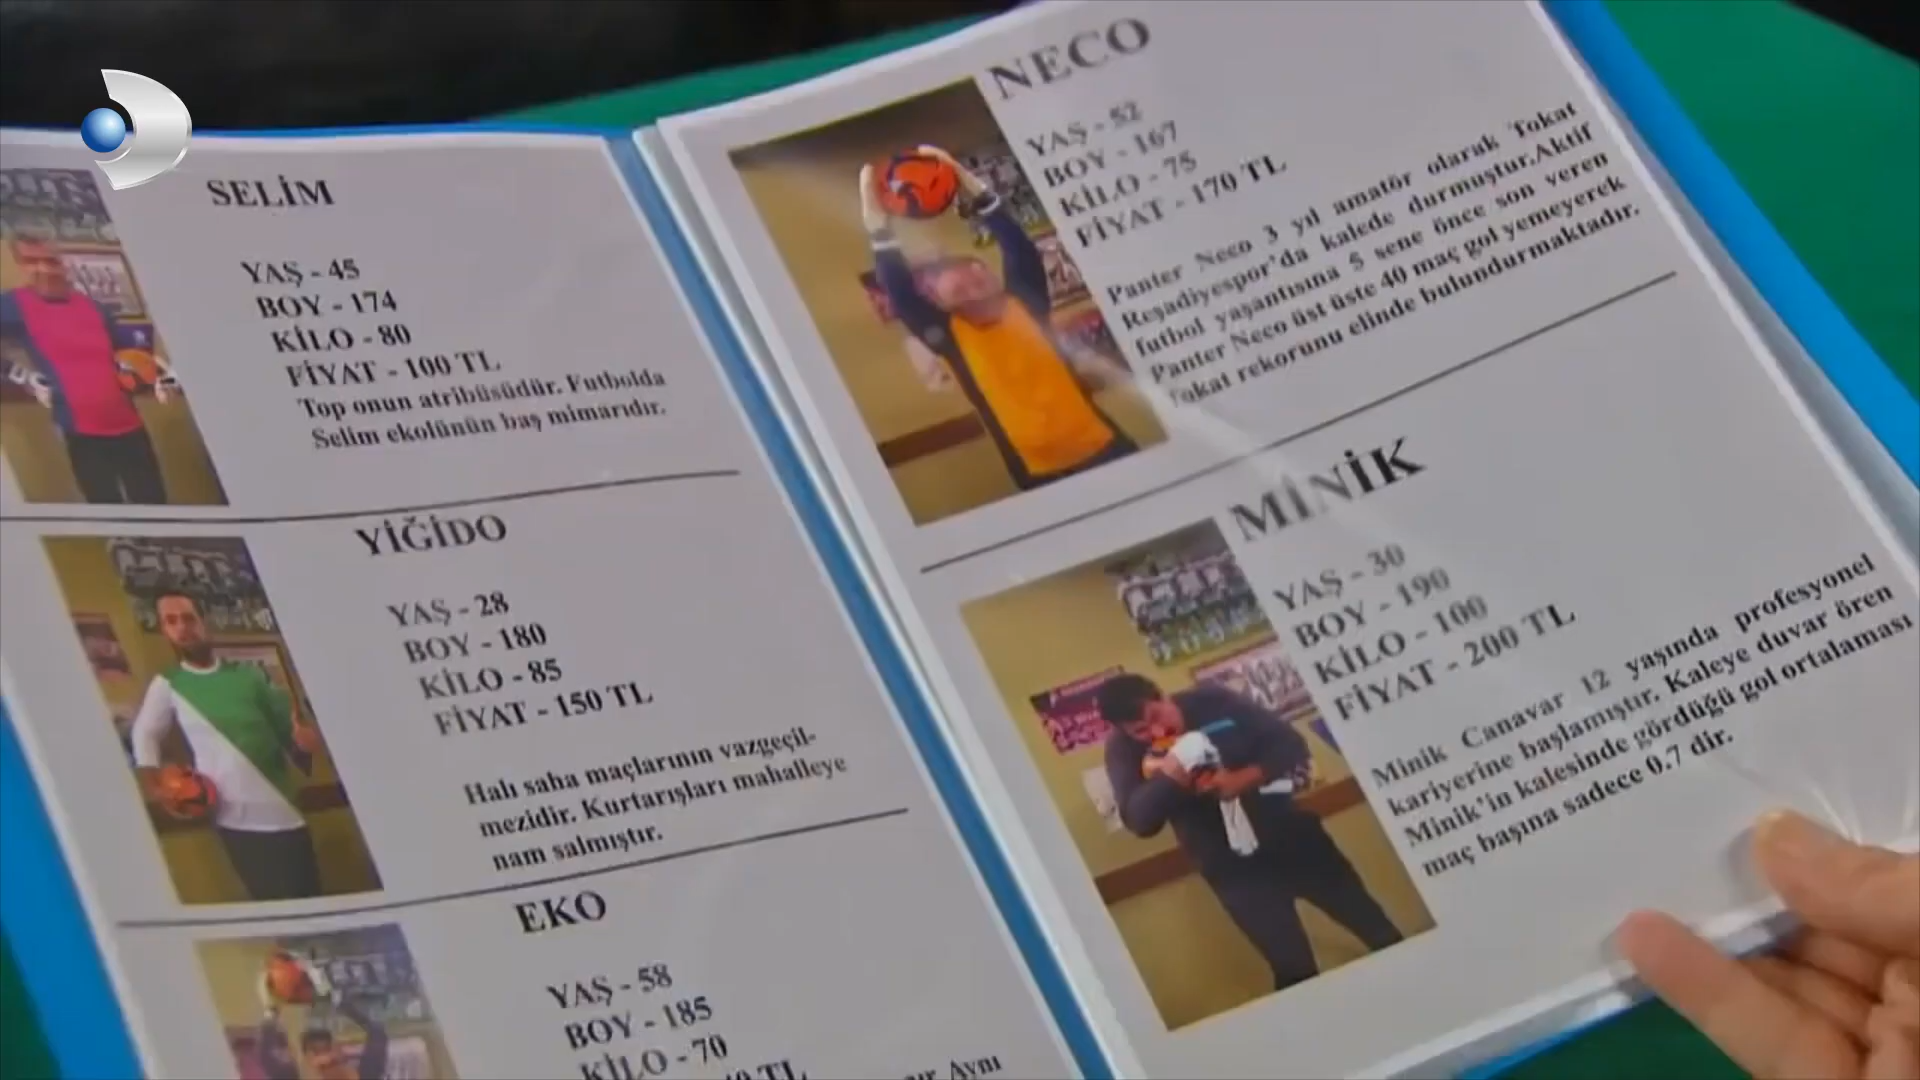 SELİM
YAŞ - 45
BOY - 174
KİLO - 80
FİYAT - 100 TL
Top onun atribüsüdür. Futbolda
Selim ekolünün baş mimarıdır.
YİĞİDO
YAŞ - 28
BOY - 180
KİLO - 85
FİYAT - 150 TL
Halı saha maçlarının vazgeçil-
mezidir. Kurtarışları mahalleye
nam salmıştır.
EKO
YAŞ - 58
BOY - 185
KİLO - 70
TL
Aynı
NECO
YAŞ - 52
BOY - 167
KİLO - 75
FİYAT - 170 TL
Panter Neco 3 yıl amatör olarak Tokat
Reşadiyespor'da kalede durmuştur.Aktif
futbol yaşantısına 5 sene önce son veren
Panter Neco üst üste 40 maç gol yemeyerek
Tokat rekorunu elinde bulundurmaktadır.
MİNİK
YAŞ - 30
BOY - 190
KİLO - 100
FİYAT - 200 TL
Minik Canavar 12 yaşında profesyonel
kariyerine başlamıştır. Kaleye duvar ören
Minik'in kalesinde gördüğü gol ortalaması
maç başına sadece 0.7 dir.